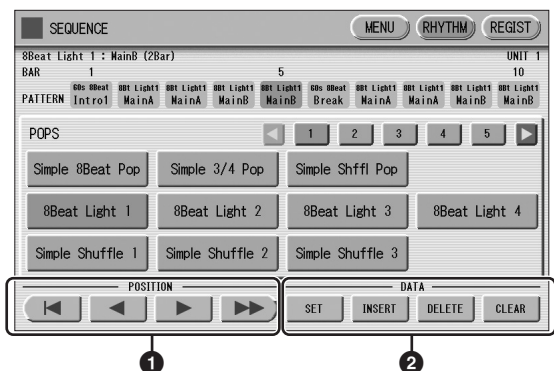 SEQUENCE MENU RHYTHM REGIST
8Beat Light 1 : MainB (2Bar) UNIT 1
BAR 1 5 10
60s 8Beat 8Bt Light1 8Bt Light1 8Bt Light1 8Bt Light1 60s 8Beat 8Bt Light1 8Bt Light1 8Bt Light1 8Bt Light1
PATTERN Intro1 MainA MainA MainB MainB Break MainA MainA MainB MainB
POPS 1 2 3 4 5
Simple 8Beat Pop Simple 3/4 Pop Simple Shffl Pop
8Beat Light 1 8Beat Light 2 8Beat Light 3 8Beat Light 4
Simple Shuffle 1 Simple Shuffle 2 Simple Shuffle 3
POSITION DATA
SET INSERT DELETE CLEAR
1 2